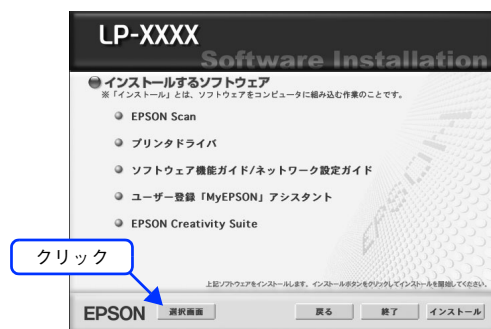 LP-XXXX
Software Installation
インストールするソフトウェア
※「インストール」とは、ソフトウェアをコンピュータに組み込む作業のことです。
EPSON Scan
プリンタドライバ
ソフトウェア機能ガイド/ネットワーク設定ガイド
ユーザー登録「MyEPSON」アシスタント
EPSON Creativity Suite
クリック
上記ソフトウェアをインストールします。インストールボタンをクリックしてインストールを開始してください。
EPSON 選択画面 戻る 終了 インストール
EPSON